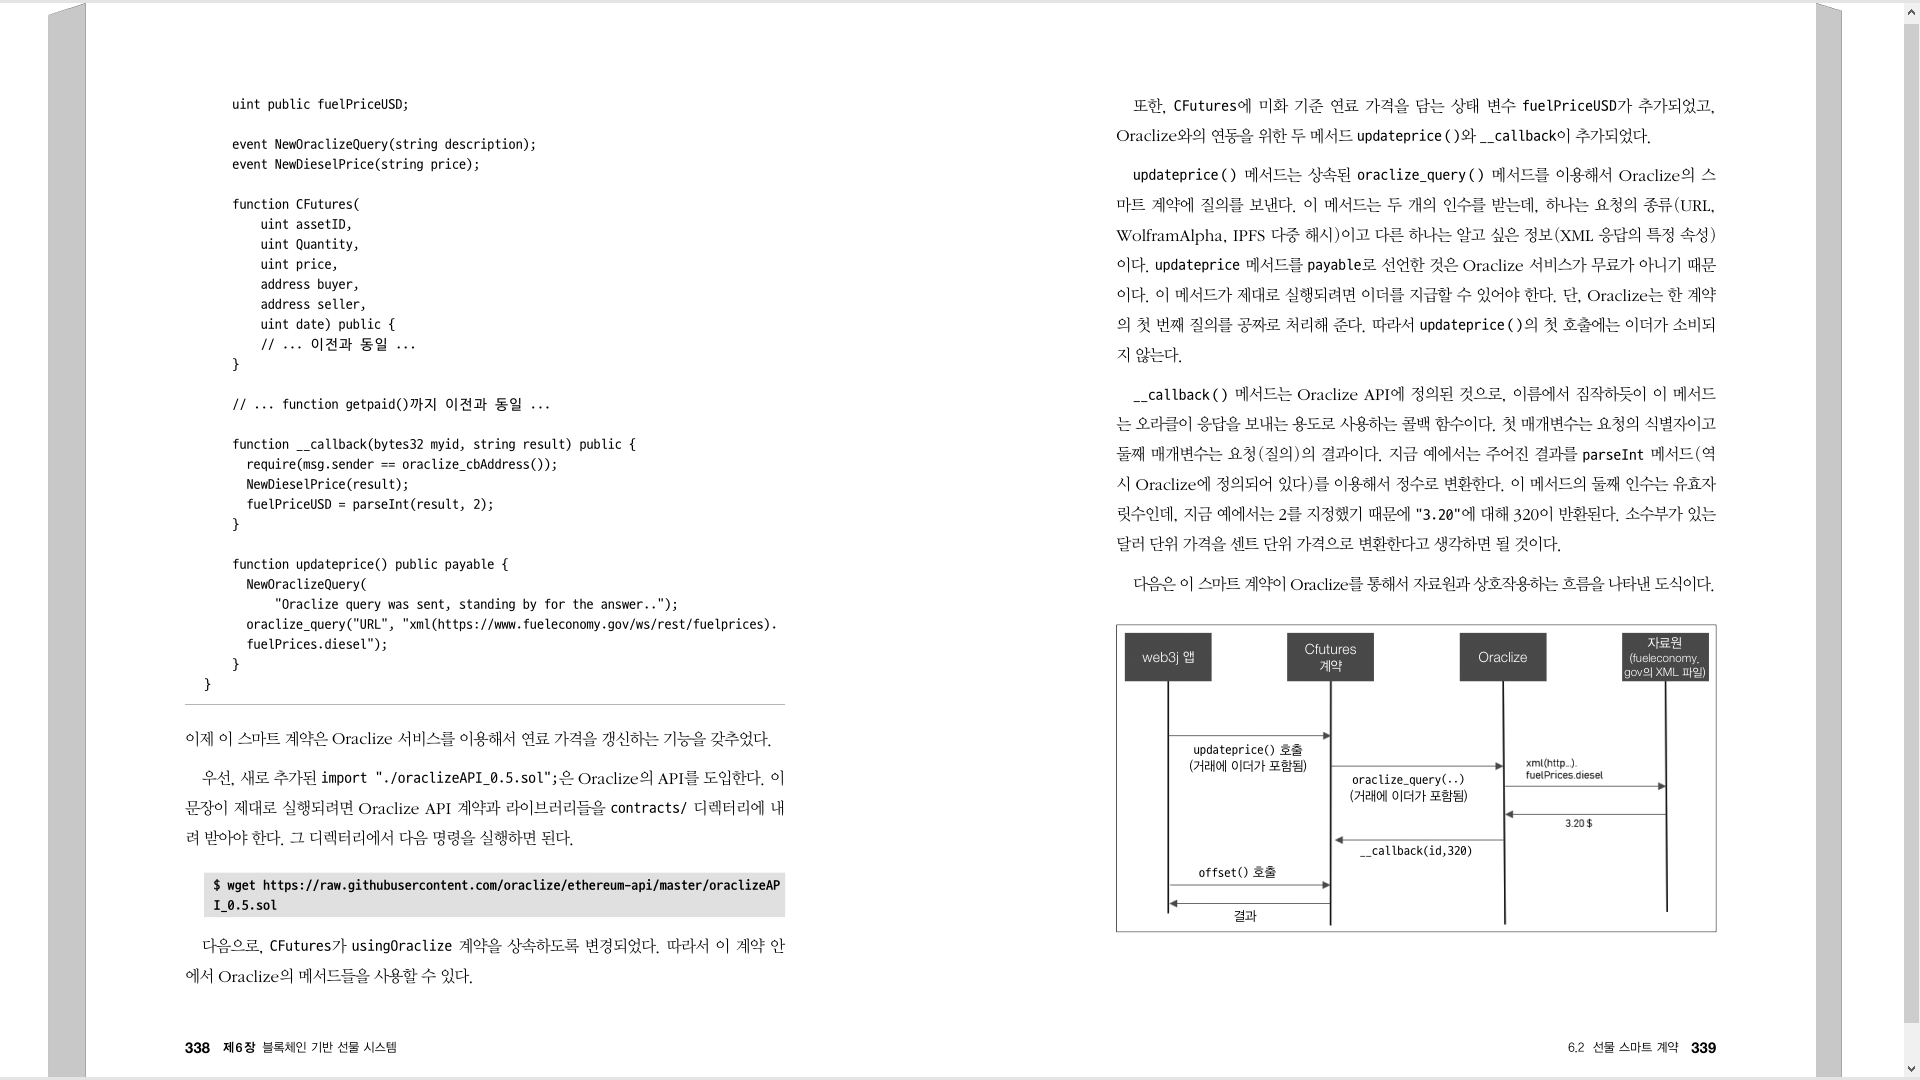 uint public fuelPriceUSD;
event NewOraclizeQuery(string description);
event NewDieselPrice(string price);
function CFutures(
uint assetID,
uint Quantity,
uint price,
address buyer,
address seller,
uint date) public {
// ... 이전과 동일 ...
}
// ... function getpaid()까지 이전과 동일 ...
function __callback(bytes32 myid, string result) public {
require(msg.sender == oraclize_cbAddress());
NewDieselPrice(result);
fuelPriceUSD = parseInt(result, 2);
}
function updateprice() public payable {
NewOraclizeQuery(
"Oraclize query was sent, standing by for the answer..");
oraclize_query("URL", "xml(https://www.fueleconomy.gov/ws/rest/fuelprices).
fuelPrices.diesel");
}
}
이제 이 스마트 계약은 Oraclize 서비스를 이용해서 연료 가격을 갱신하는 기능을 갖추었다.
우선, 새로 추가된 import "./oraclizeAPI_0.5.sol";은 Oraclize의 API를 도입한다. 이
문장이 제대로 실행되려면 Oraclize API 계약과 라이브러리들을 contracts/ 디렉터리에 내
려 받아야 한다. 그 디렉터리에서 다음 명령을 실행하면 된다.
$ wget https://raw.githubusercontent.com/oraclize/ethereum-api/master/oraclizeAP
I_0.5.sol
다음으로, CFutures가 usingOraclize 계약을 상속하도록 변경되었다. 따라서 이 계약 안
에서 Oraclize의 메서드들을 사용할 수 있다.
338 제6장 블록체인 기반 선물 시스템
또한, CFutures에 미화 기준 연료 가격을 담는 상태 변수 fuelPriceUSD가 추가되었고,
Oraclize와의 연동을 위한 두 메서드 updateprice()와 __callback이 추가되었다.
updateprice() 메서드는 상속된 oraclize_query() 메서드를 이용해서 Oraclize의 스
마트 계약에 질의를 보낸다. 이 메서드는 두 개의 인수를 받는데, 하나는 요청의 종류(URL,
WolframAlpha, IPFS 다중 해시)이고 다른 하나는 알고 싶은 정보(XML 응답의 특정 속성)
이다. updateprice 메서드를 payable로 선언한 것은 Oraclize 서비스가 무료가 아니기 때문
이다. 이 메서드가 제대로 실행되려면 이더를 지급할 수 있어야 한다. 단, Oraclize는 한 계약
의 첫 번째 질의를 공짜로 처리해 준다. 따라서 updateprice()의 첫 호출에는 이더가 소비되
지 않는다.
__callback() 메서드는 Oraclize API에 정의된 것으로, 이름에서 짐작하듯이 이 메서드
는 오라클이 응답을 보내는 용도로 사용하는 콜백 함수이다. 첫 매개변수는 요청의 식별자이고
둘째 매개변수는 요청(질의)의 결과이다. 지금 예에서는 주어진 결과를 parseInt 메서드(역
시 Oraclize에 정의되어 있다)를 이용해서 정수로 변환한다. 이 메서드의 둘째 인수는 유효자
릿수인데, 지금 예에서는 2를 지정했기 때문에 "3.20"에 대해 320이 반환된다. 소수부가 있는
달러 단위 가격을 센트 단위 가격으로 변환한다고 생각하면 될 것이다.
다음은 이 스마트 계약이 Oraclize를 통해서 자료원과 상호작용하는 흐름을 나타낸 도식이다.
web3j 앱
Cfutures
계약
Oraclize
자료원
(fueleconomy.
gov의 XML 파일)
updateprice() 호출
(거래에 이더가 포함됨)
oraclize_query(..)
(거래에 이더가 포함됨)
xml(http...).
fuelPrices.diesel
3.20 $
__callback(id,320)
offset() 호출
결과
6.2 선물 스마트 계약 339